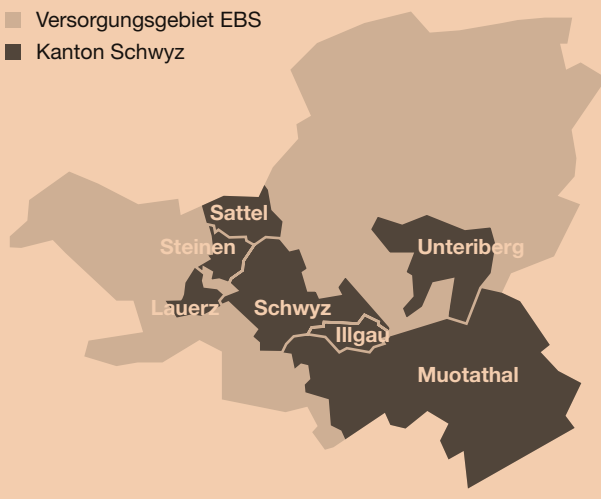 Versorgungsgebiet EBS
Kanton Schwyz
Sattel
Steinen
Unteriberg
Lauerz
Schwyz
Illgau
Muotathal